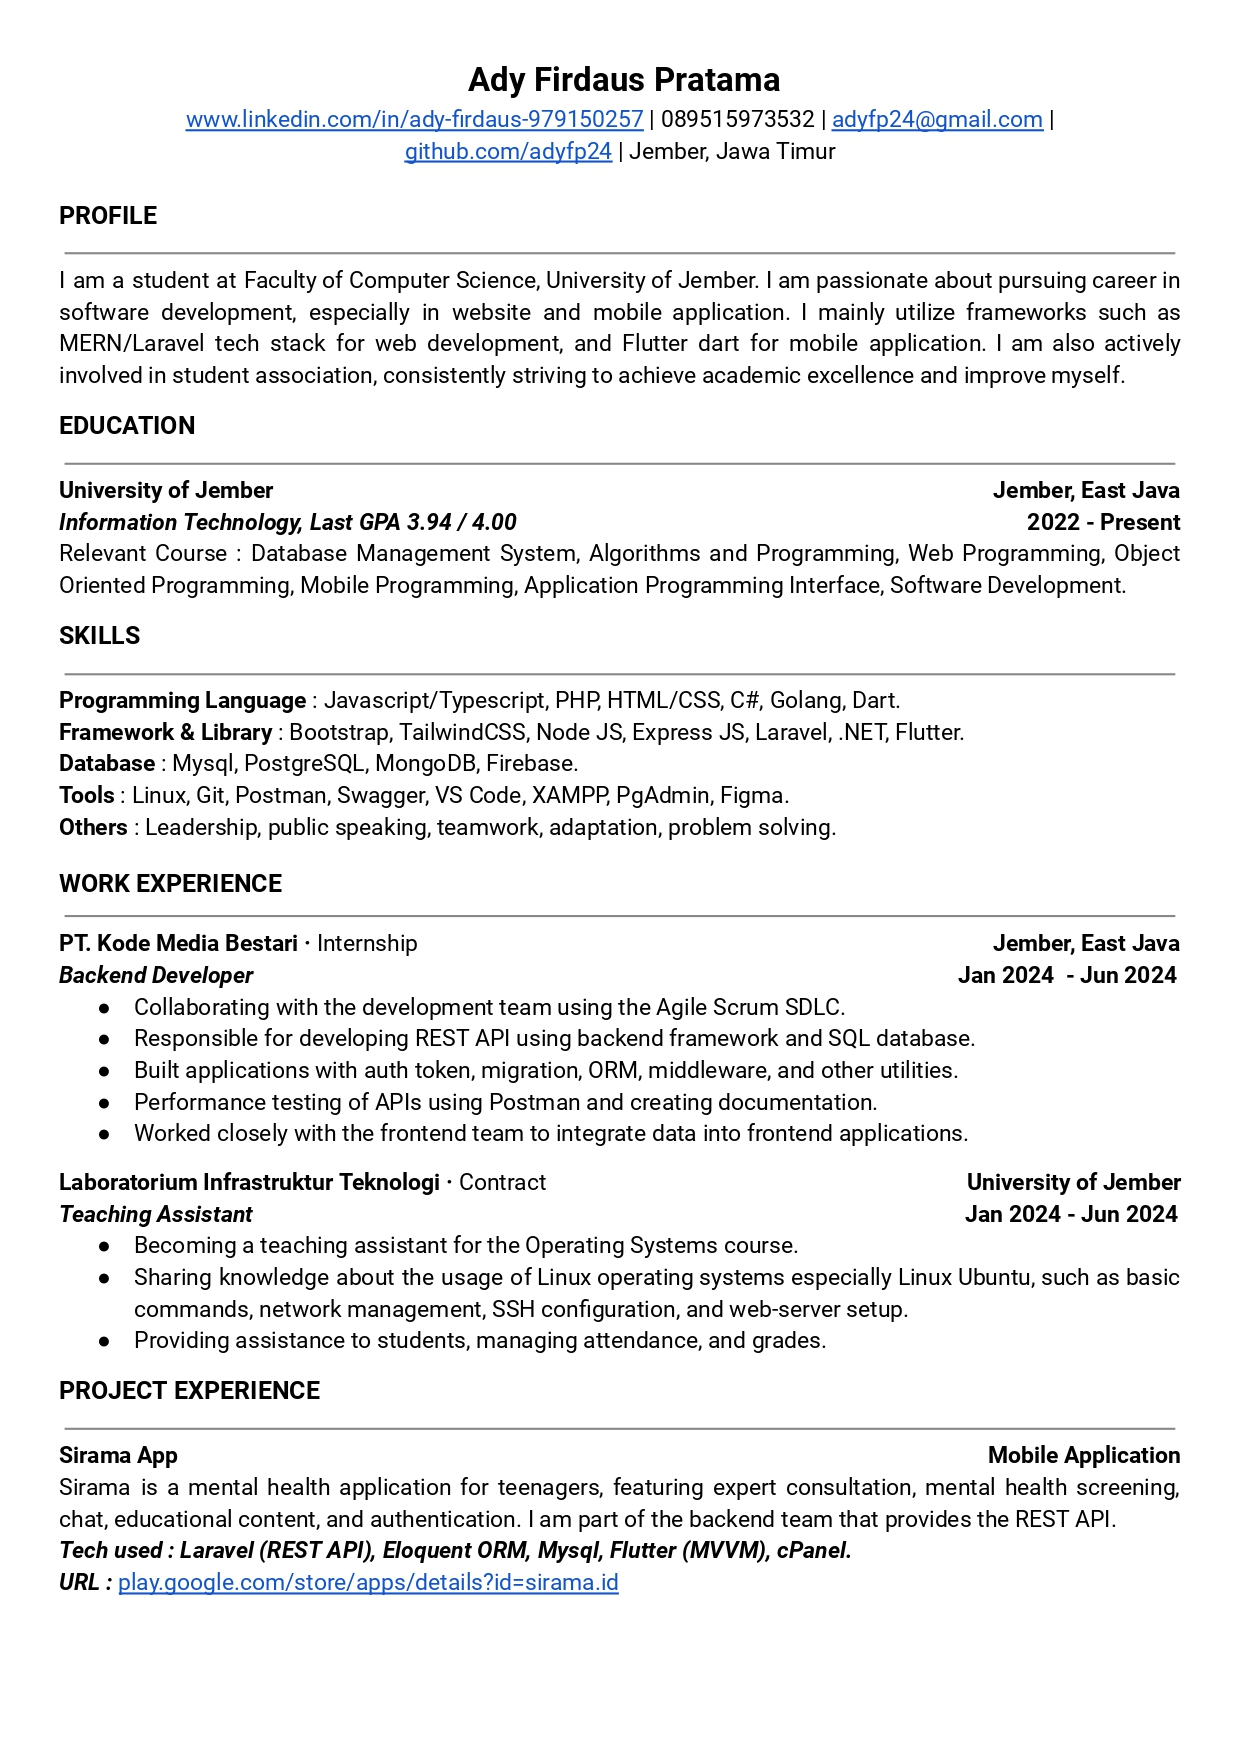 Ady Firdaus Pratama
www.linkedin.com/in/ady-firdaus-979150257 | 089515973532 | adyfp24@gmail.com |
github.com/adyfp24 | Jember, Jawa Timur
PROFILE
I am a student at Faculty of Computer Science, University of Jember. I am passionate about pursuing career in
software development, especially in website and mobile application. I mainly utilize frameworks such as
MERN/Laravel tech stack for web development, and Flutter dart for mobile application. I am also actively
involved in student association, consistently striving to achieve academic excellence and improve myself.
EDUCATION
University of Jember Jember, East Java
Information Technology, Last GPA 3.94 / 4.00 2022 - Present
Relevant Course : Database Management System, Algorithms and Programming, Web Programming, Object
Oriented Programming, Mobile Programming, Application Programming Interface, Software Development.
SKILLS
Programming Language : Javascript/Typescript, PHP, HTML/CSS, C#, Golang, Dart.
Framework & Library : Bootstrap, TailwindCSS, Node JS, Express JS, Laravel, .NET, Flutter.
Database : Mysql, PostgreSQL, MongoDB, Firebase.
Tools : Linux, Git, Postman, Swagger, VS Code, XAMPP, PgAdmin, Figma.
Others : Leadership, public speaking, teamwork, adaptation, problem solving.
WORK EXPERIENCE
PT. Kode Media Bestari · Internship Jember, East Java
Backend Developer Jan 2024 - Jun 2024
● Collaborating with the development team using the Agile Scrum SDLC.
● Responsible for developing REST API using backend framework and SQL database.
● Built applications with auth token, migration, ORM, middleware, and other utilities.
● Performance testing of APIs using Postman and creating documentation.
● Worked closely with the frontend team to integrate data into frontend applications.
Laboratorium Infrastruktur Teknologi · Contract University of Jember
Teaching Assistant Jan 2024 - Jun 2024
● Becoming a teaching assistant for the Operating Systems course.
● Sharing knowledge about the usage of Linux operating systems especially Linux Ubuntu, such as basic
commands, network management, SSH configuration, and web-server setup.
● Providing assistance to students, managing attendance, and grades.
PROJECT EXPERIENCE
Sirama App Mobile Application
Sirama is a mental health application for teenagers, featuring expert consultation, mental health screening,
chat, educational content, and authentication. I am part of the backend team that provides the REST API.
Tech used : Laravel (REST API), Eloquent ORM, Mysql, Flutter (MVVM), cPanel.
URL : play.google.com/store/apps/details?id=sirama.id